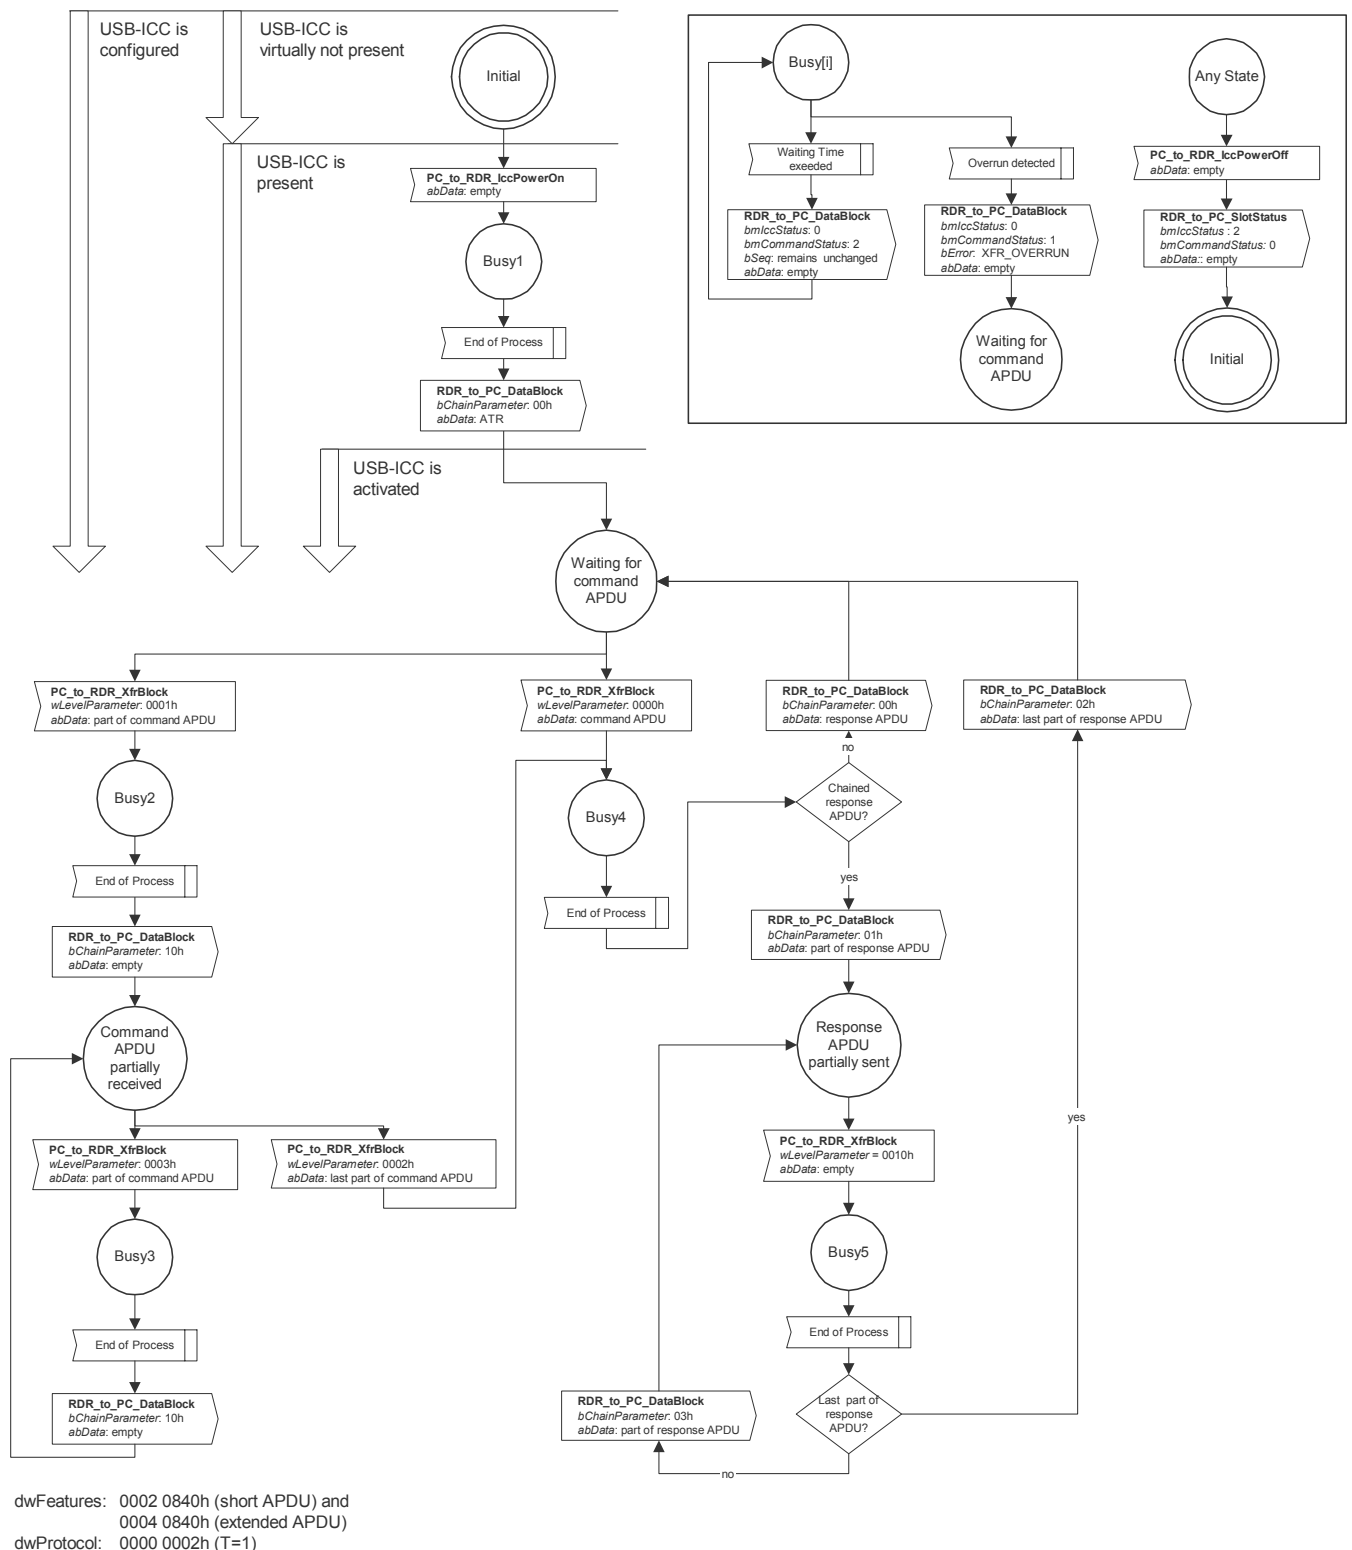 USB-ICC is
configured
USB-ICC is
virtually not present
Initial
USB-ICC is
present
PC_to_RDR_IccPowerOn
abData: empty
Busy1
End of Process
RDR_to_PC_DataBlock
bChainParameter: 00h
abData: ATR
USB-ICC is
activated
Busy[i]
Waiting Time
exeeded
RDR_to_PC_DataBlock
bmIccStatus: 0
bmCommandStatus: 2
bSeq: remains unchanged
abData: empty
Overrun detected
RDR_to_PC_DataBlock
bmIccStatus: 0
bmCommandStatus: 1
bError: XFR_OVERRUN
abData: empty
Waiting for
command
APDU
Any State
PC_to_RDR_IccPowerOff
abData: empty
RDR_to_PC_SlotStatus
bmIccStatus : 2
bmCommandStatus: 0
abData:: empty
Initial
Waiting for
command
APDU
PC_to_RDR_XfrBlock
wLevelParameter: 0001h
abData: part of command APDU
Busy2
End of Process
RDR_to_PC_DataBlock
bChainParameter: 10h
abData: empty
Command
APDU
partially
received
PC_to_RDR_XfrBlock
wLevelParameter: 0003h
abData: part of command APDU
Busy3
End of Process
RDR_to_PC_DataBlock
bChainParameter: 10h
abData: empty
PC_to_RDR_XfrBlock
wLevelParameter: 0002h
abData: last part of command APDU
PC_to_RDR_XfrBlock
wLevelParameter: 0000h
abData: command APDU
Busy4
End of Process
RDR_to_PC_DataBlock
bChainParameter: 00h
abData: response APDU
no
Chained
response
APDU?
yes
RDR_to_PC_DataBlock
bChainParameter: 01h
abData: part of response APDU
Response
APDU
partially sent
PC_to_RDR_XfrBlock
wLevelParameter = 0010h
abData: empty
Busy5
End of Process
Last part of
response
APDU?
no
RDR_to_PC_DataBlock
bChainParameter: 03h
abData: part of response APDU
yes
RDR_to_PC_DataBlock
bChainParameter: 02h
abData: last part of response APDU
dwFeatures: 0002 0840h (short APDU) and
0004 0840h (extended APDU)
dwProtocol: 0000 0002h (T=1)